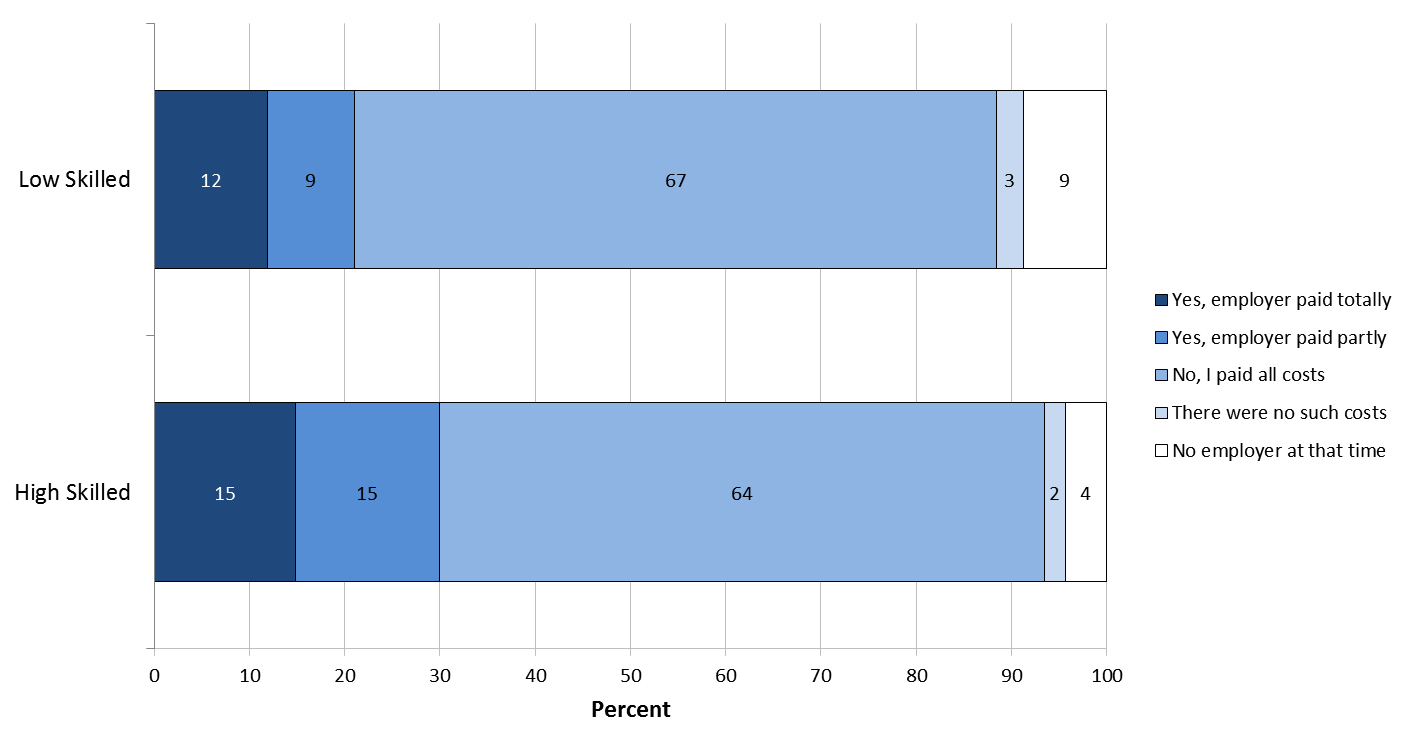 Low Skilled
12 9 67 3 9
High Skilled
15 15 64 2 4
0 10 20 30 40 50 60 70 80 90 100
Percent
Yes, employer paid totally
Yes, employer paid partly
No, I paid all costs
There were no such costs
No employer at that time